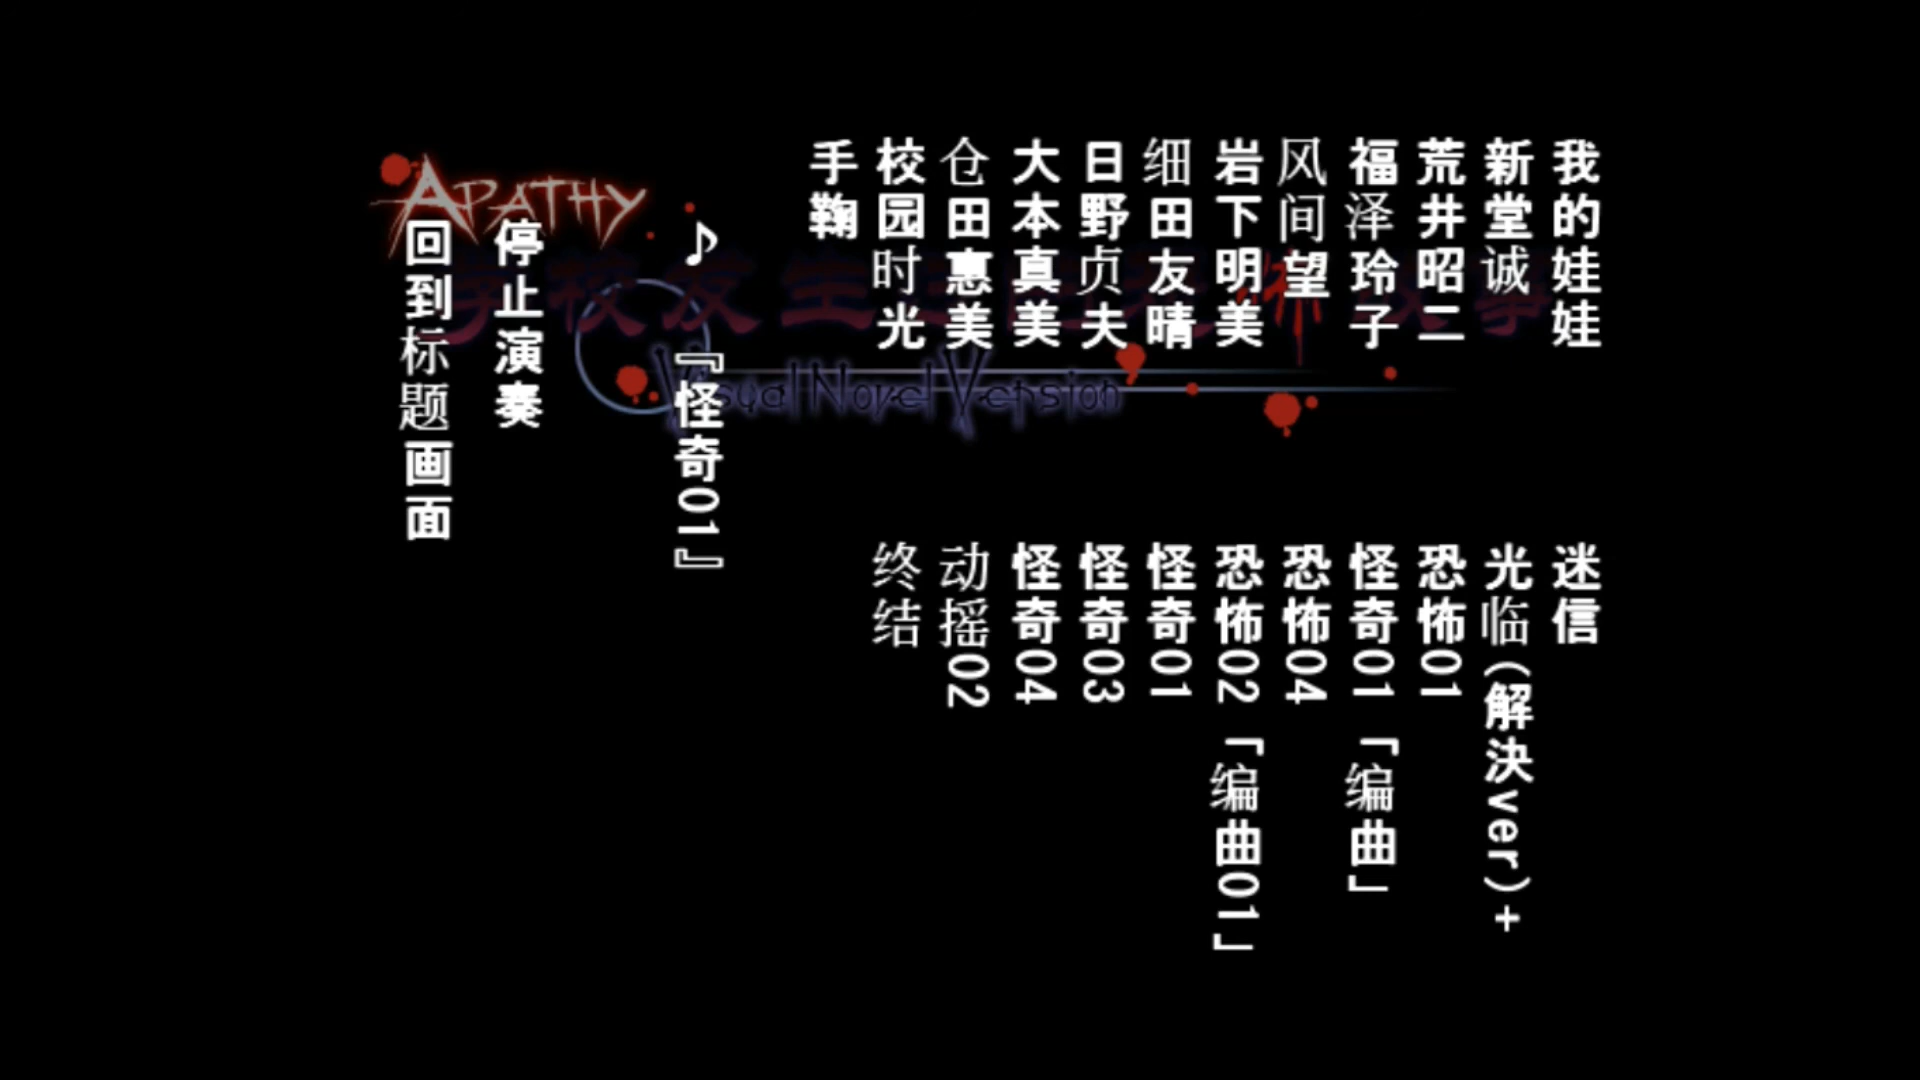 我的娃娃
新堂诚
荒井昭二
福泽玲子
风间望
岩下明美
细田友晴
日野贞夫
大本真美
仓田惠美
校园时光
手鞠
迷信
光临(解決ver)+
恐怖01
怪奇01「编曲」
恐怖04
恐怖02「编曲01」
怪奇01
怪奇03
怪奇04
动摇02
终结
♪『怪奇01』
停止演奏
回到标题画面
APATHY
Visual Novel Version